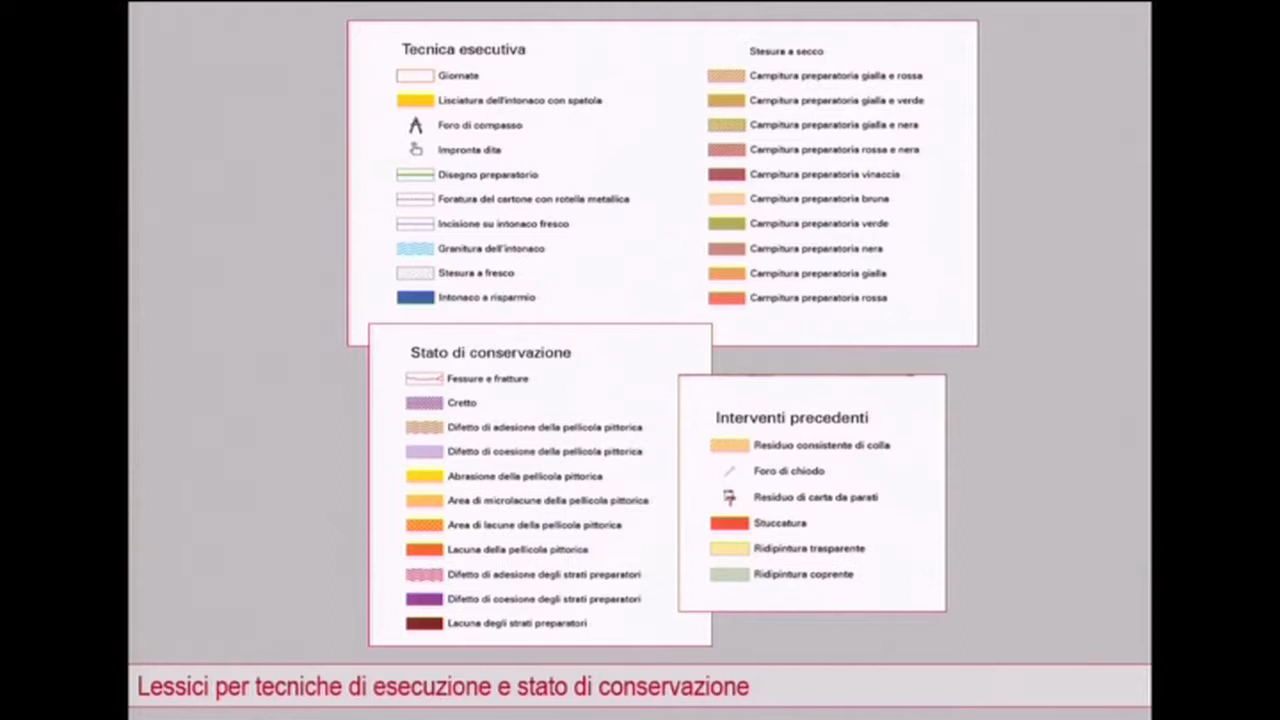 Tecnica esecutiva
Giornate
Lisciatura dell'intonaco con spatola
Foro di compasso
Impronta dita
Disegno preparatorio
Foratura del cartone con rotella metallica
Incisione su intonaco fresco
Granitura dell'intonaco
Stesura a fresco
Intonaco a risparmio
Stesura a secco
Campitura preparatoria gialla e rossa
Campitura preparatoria gialla e verde
Campitura preparatoria gialla e nera
Campitura preparatoria rossa e nera
Campitura preparatoria vinaccia
Campitura preparatoria bruna
Campitura preparatoria verde
Campitura preparatoria nera
Campitura preparatoria gialla
Campitura preparatoria rossa
Stato di conservazione
Fessure e fratture
Cretto
Difetto di adesione della pellicola pittorica
Difetto di coesione della pellicola pittorica
Abrasione della pellicola pittorica
Area di microlacune della pellicola pittorica
Area di lacune della pellicola pittorica
Lacuna della pellicola pittorica
Difetto di adesione degli strati preparatori
Difetto di coesione degli strati preparatori
Lacuna degli strati preparatori
Interventi precedenti
Residuo consistente di colla
Foro di chiodo
Residuo di carta da parati
Stuccatura
Ridipintura trasparente
Ridipintura coprente
Lessici per tecniche di esecuzione e stato di conservazione